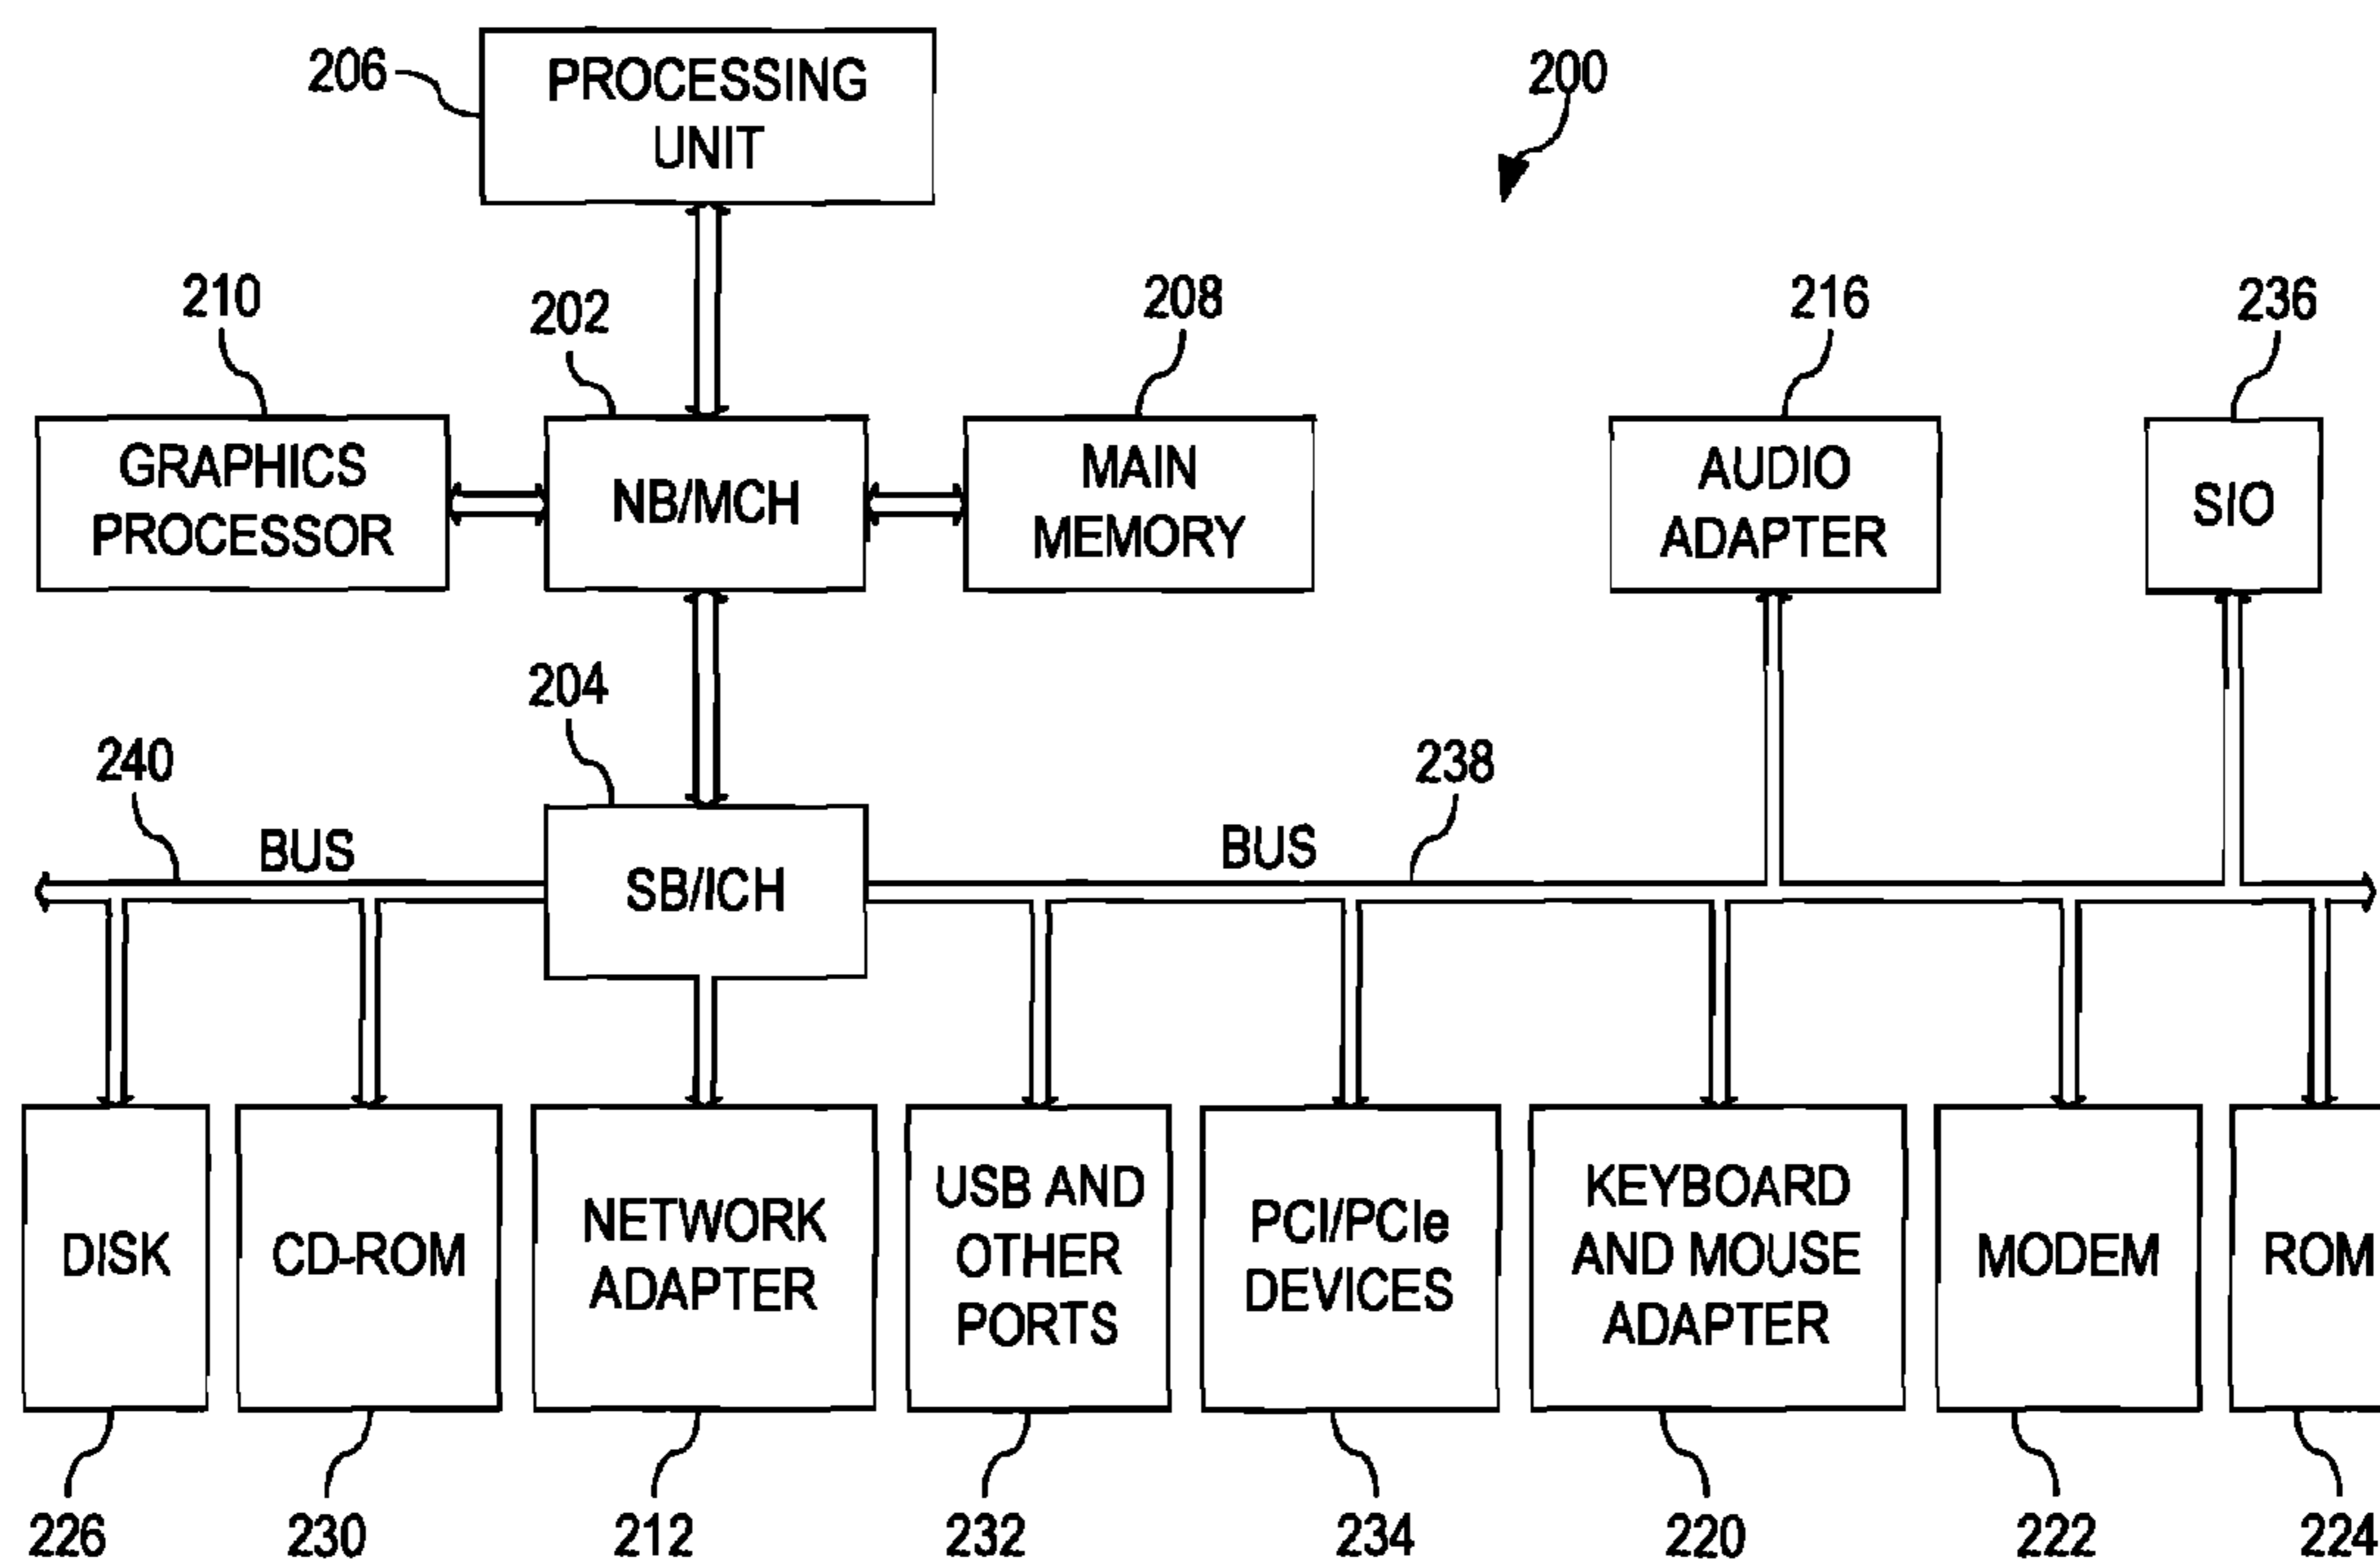 206
PROCESSING
UNIT
200
210
202
208
216
236
GRAPHICS
PROCESSOR
NB/MCH
MAIN
MEMORY
AUDIO
ADAPTER
SIO
204
240
BUS
238
BUS
SB/ICH
DISK
CD-ROM
NETWORK
ADAPTER
USB AND
OTHER
PORTS
PCI/PCIe
DEVICES
KEYBOARD
AND MOUSE
ADAPTER
MODEM
ROM
226
230
212
232
234
220
222
224